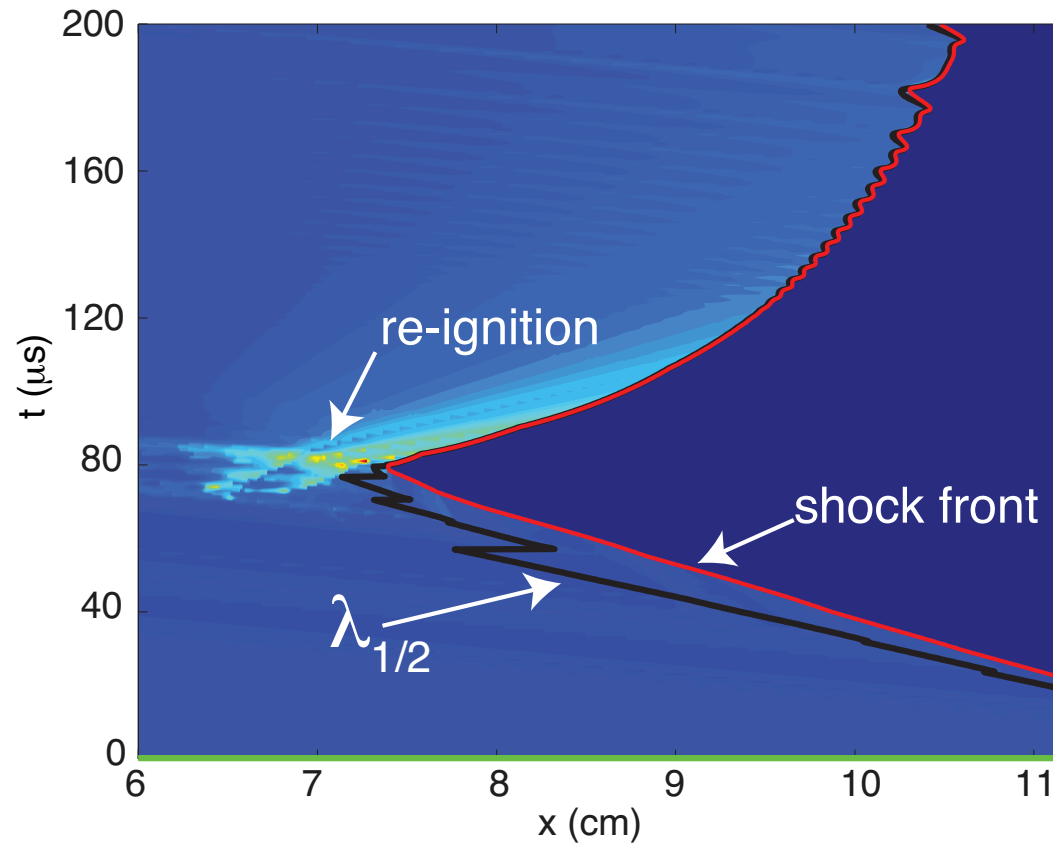 200
160
120
80
40
0
t (μs)
re-ignition
shock front
λ1/2
6 7 8 9 10 11
x (cm)